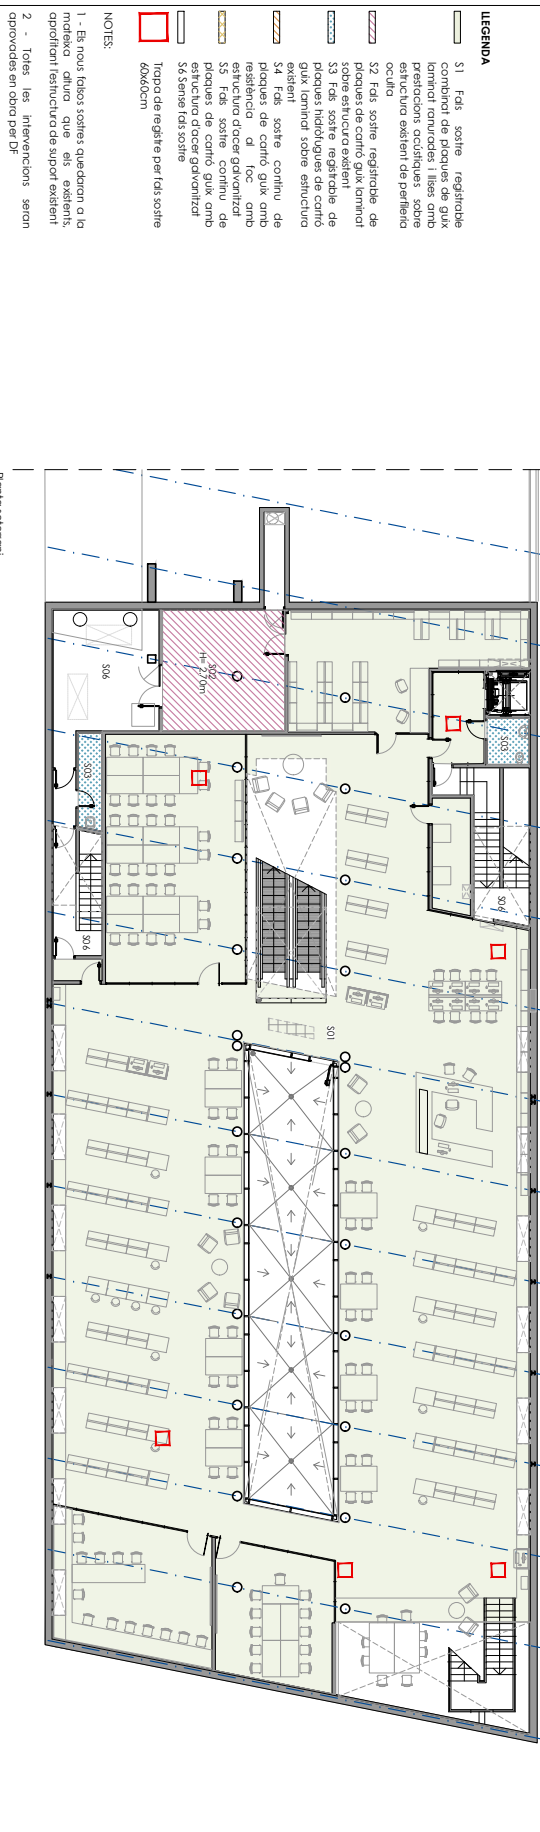 LLEGENDA
S1 Fals sostre registrable
combinat de plaques de guix
laminat ranurades i llises amb
prestacions acústiques sobre
estructura existent de perfileria
oculta
S2 Fals sostre registrable de
plaques de cartró guix laminat
sobre estrucura existent
S3 Fals sostre registrable de
plaques hidròfugues de cartró
guix laminat sobre estructura
existent
S4 Fals sostre continu de
plaques de cartró guix amb
resistència al foc amb
estructura d'acer galvanitzat
S5 Fals sostre continu de
plaques de cartró guix amb
estructura d'acer galvanitzat
S6 Sense fals sostre
Trapa de registre per fals sostre
60x60cm
NOTES:
1 - Els nous falsos sostres quedaran a la
mateixa altura que els existents,
aprofitant l'estructura de suport existent
2 - Totes les intervencions seran
aprovades en obra per DF
S03
S06
S01
S02
H= 2,70m
S06
S03
S06